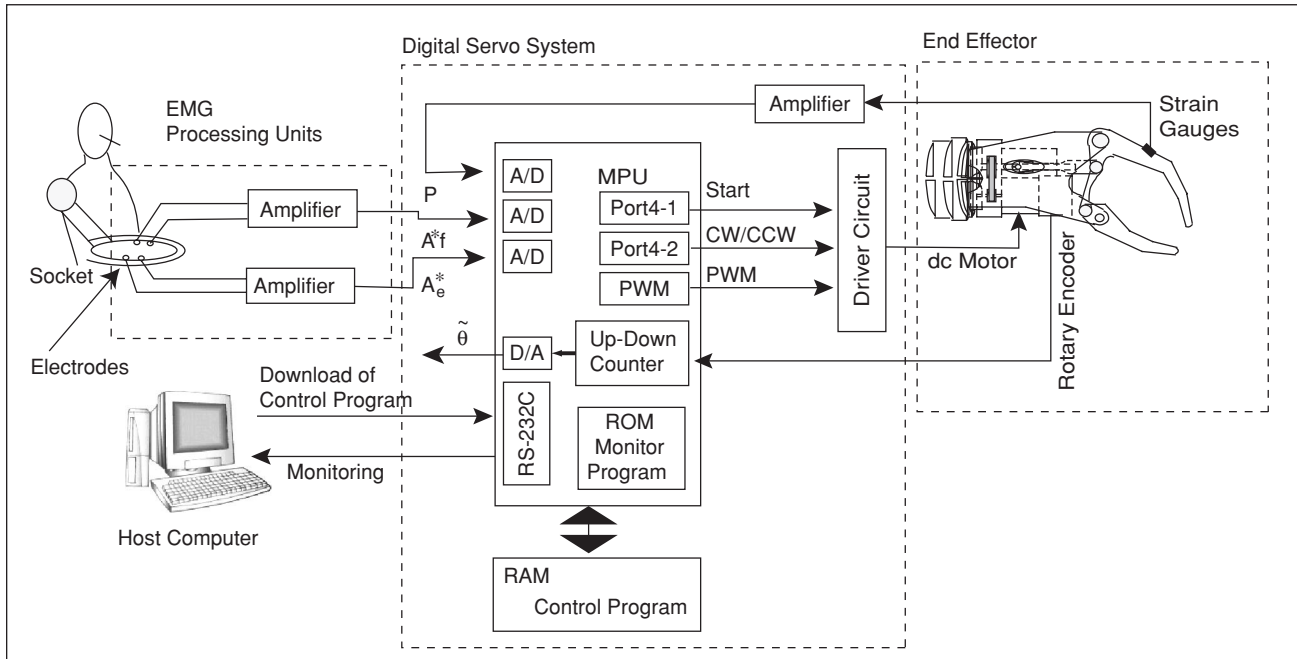 Digital Servo System
End Effector
EMG
Processing Units
Amplifier
Strain
Gauges
A/D
MPU
P
Port4-1
Start
Amplifier
A/D
A*f
Port4-2
CW/CCW
A/D
Driver Circuit
dc Motor
Socket
Amplifier
A*e
PWM
PWM
Rotary Encoder
Electrodes
θ̃
D/A
Up-Down
Counter
Download of
Control Program
RS-232C
ROM
Monitor
Program
Monitoring
Host Computer
RAM
Control Program